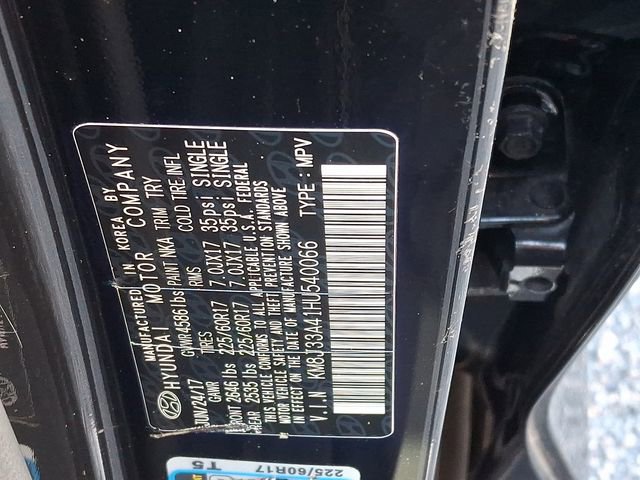 MANUFACTURED IN KOREA BY
HYUNDAI MOTOR COMPANY
JUN/24/17 GVWR 4586 lbs PAINT NKA TRIM TRY
GAWR TIRES RIMS COLD TIRE INFL
FRONT 2646 lbs 225/60R17 7.0JX17 35psi SINGLE
REAR 2535 lbs 225/60R17 7.0JX17 35psi SINGLE
THIS VEHICLE CONFORMS TO ALL APPLICABLE U.S.A. FEDERAL
MOTOR VEHICLE SAFETY AND THEFT PREVENTION STANDARDS
IN EFFECT ON THE DATE OF MANUFACTURE SHOWN ABOVE
V.I.N : KM8J33A41HU540066 TYPE : MPV
225/60R17
T5